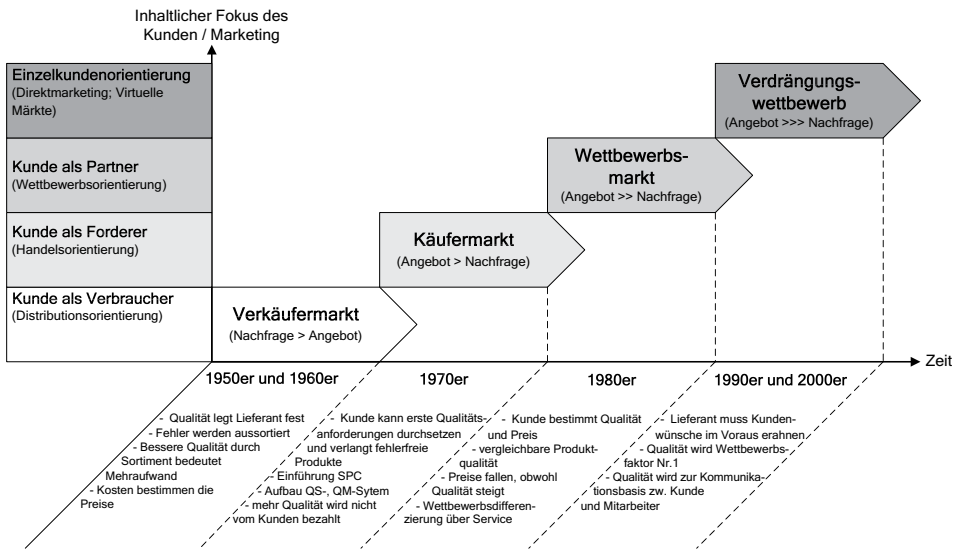 Inhaltlicher Fokus des
Kunden / Marketing
Einzelkundenorientierung
(Direktmarketing; Virtuelle
Märkte)
Verdrängungs-
wettbewerb
(Angebot >>> Nachfrage)
Kunde als Partner
(Wettbewerbsorientierung)
Wettbewerbs-
markt
(Angebot >> Nachfrage)
Kunde als Forderer
(Handelsorientierung)
Käufermarkt
(Angebot > Nachfrage)
Kunde als Verbraucher
(Distributionsorientierung)
Verkäufermarkt
(Nachfrage > Angebot)
Zeit
1950er und 1960er
1970er
1980er
1990er und 2000er
- Qualität legt Lieferant fest
- Fehler werden aussortiert
- Bessere Qualität durch
Sortiment bedeutet
Mehraufwand
- Kosten bestimmen die
Preise
- Kunde kann erste Qualitäts-
anforderungen durchsetzen
und verlangt fehlerfreie
Produkte
- Einführung SPC
- Aufbau QS-, QM-Sytem
- mehr Qualität wird nicht
vom Kunden bezahlt
- Kunde bestimmt Qualität
und Preis
- vergleichbare Produkt-
qualität
- Preise fallen, obwohl
Qualität steigt
- Wettbewerbsdifferen-
zierung über Service
- Lieferant muss Kunden-
wünsche im Voraus erahnen
- Qualität wird Wettbewerbs-
faktor Nr.1
- Qualität wird zur Kommunika-
tionsbasis zw. Kunde
und Mitarbeiter